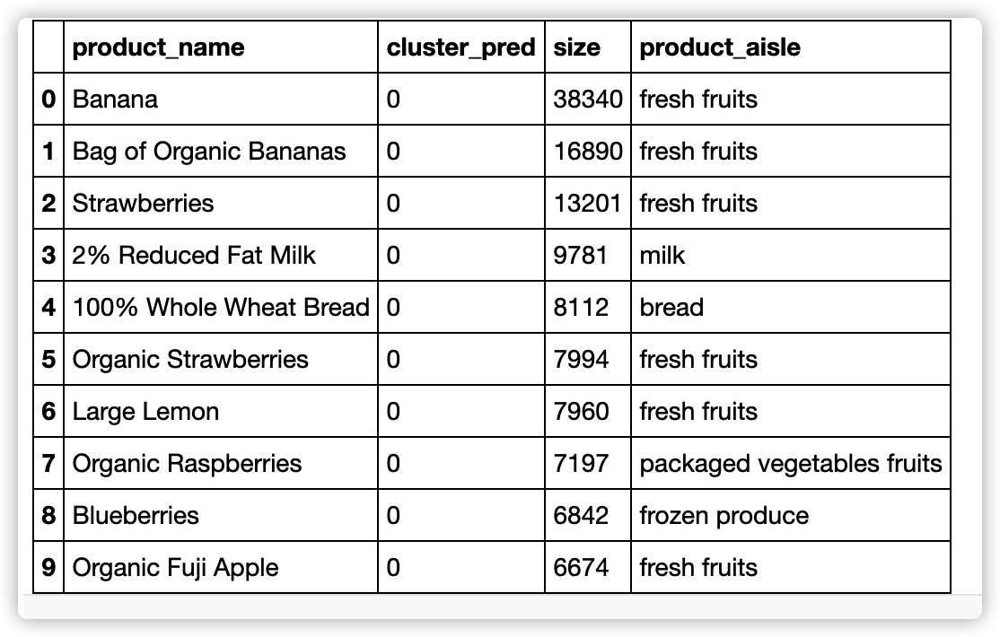 product_name cluster_pred size product_aisle
0 Banana 0 38340 fresh fruits
1 Bag of Organic Bananas 0 16890 fresh fruits
2 Strawberries 0 13201 fresh fruits
3 2% Reduced Fat Milk 0 9781 milk
4 100% Whole Wheat Bread 0 8112 bread
5 Organic Strawberries 0 7994 fresh fruits
6 Large Lemon 0 7960 fresh fruits
7 Organic Raspberries 0 7197 packaged vegetables fruits
8 Blueberries 0 6842 frozen produce
9 Organic Fuji Apple 0 6674 fresh fruits